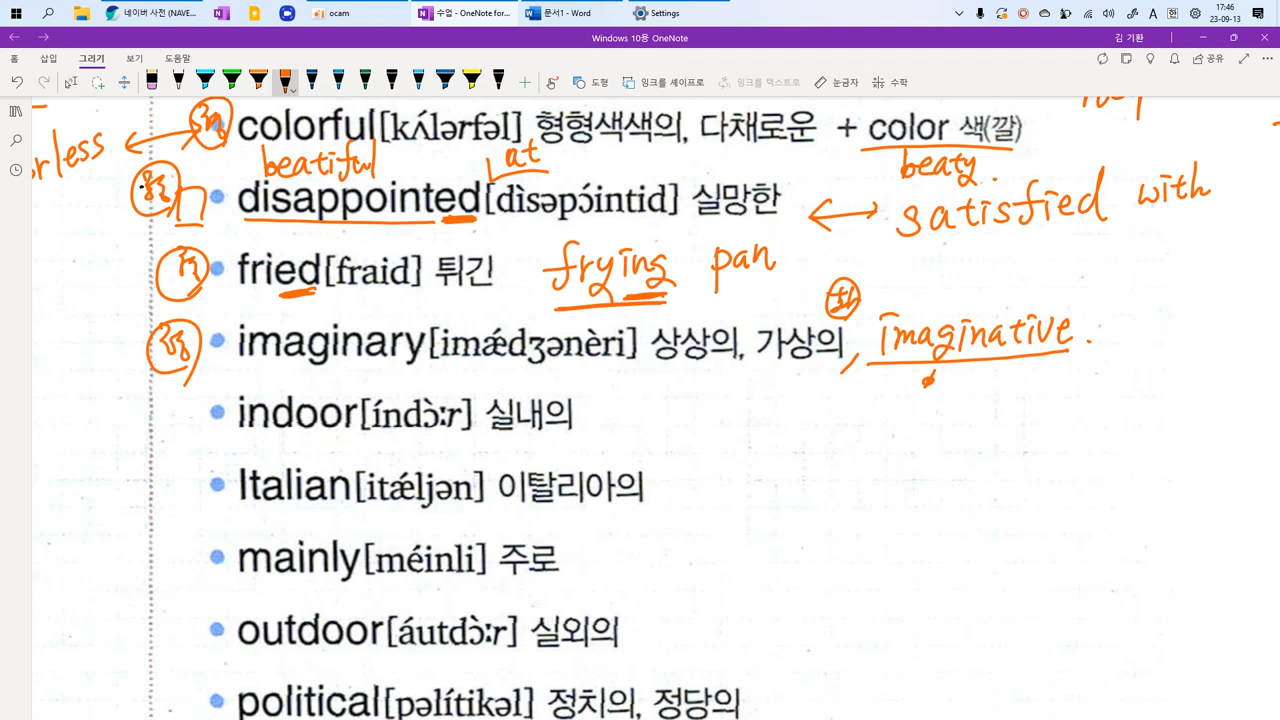 네이버 사전 (NAVE... ocam 수업 - OneNote for... 문서1 - Word Settings A 한 17:46
23-09-13
Windows 10용 OneNote 김 기환
홈 삽입 그리기 보기 도움말 공유
도형 잉크를 셰이프로 잉크를 텍스트로 눈금자 수학
colorful[kʌ́lərfəl] 형형색색의, 다채로운 + color 색(깔)
rless beatiful at beaty.
disappointed[dìsəpɔ́intid] 실망한 satisfied with
fried[fraid] 튀긴 frying pan
imaginary[imǽdʒənèri] 상상의, 가상의, imaginative.
indoor[índɔ̀ːr] 실내의
Italian[itǽljən] 이탈리아의
mainly[méinli] 주로
outdoor[áutdɔ̀ːr] 실외의
political[pəlítikəl] 정치의, 정당의